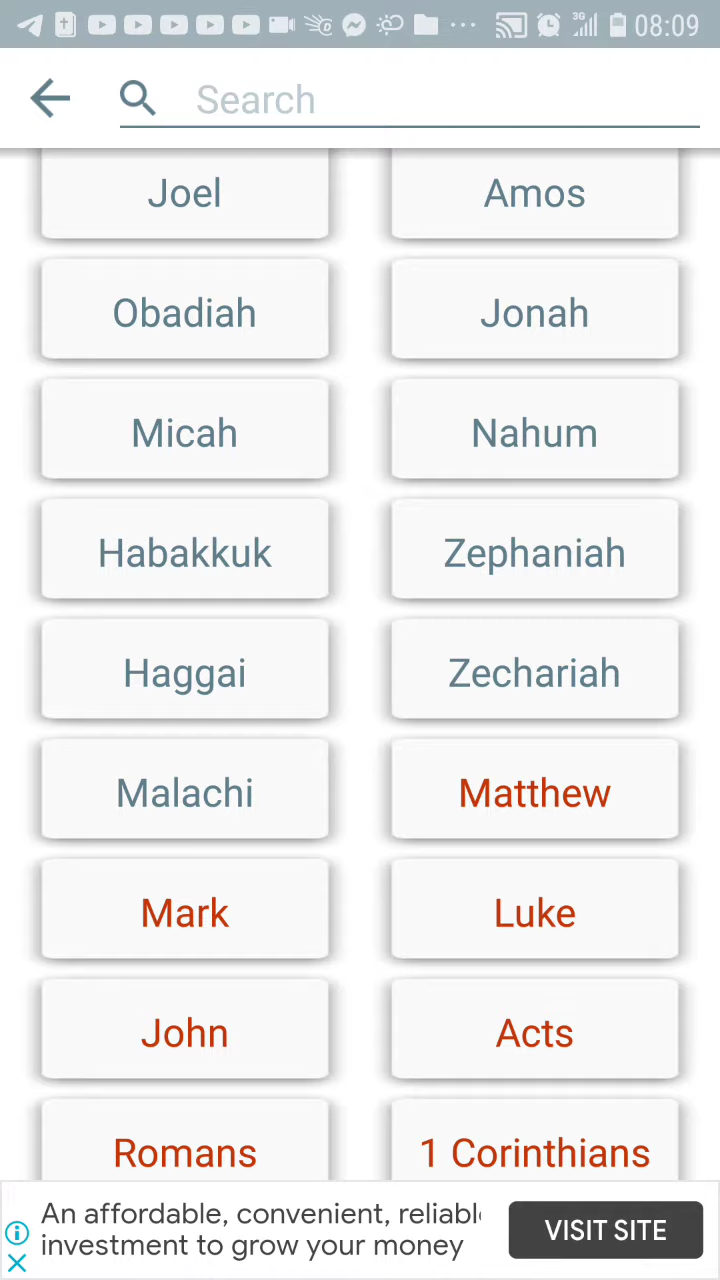 3G 08:09
Search
Joel Amos
Obadiah Jonah
Micah Nahum
Habakkuk Zephaniah
Haggai Zechariah
Malachi Matthew
Mark Luke
John Acts
Romans 1 Corinthians
An affordable, convenient, reliabl
investment to grow your money
VISIT SITE